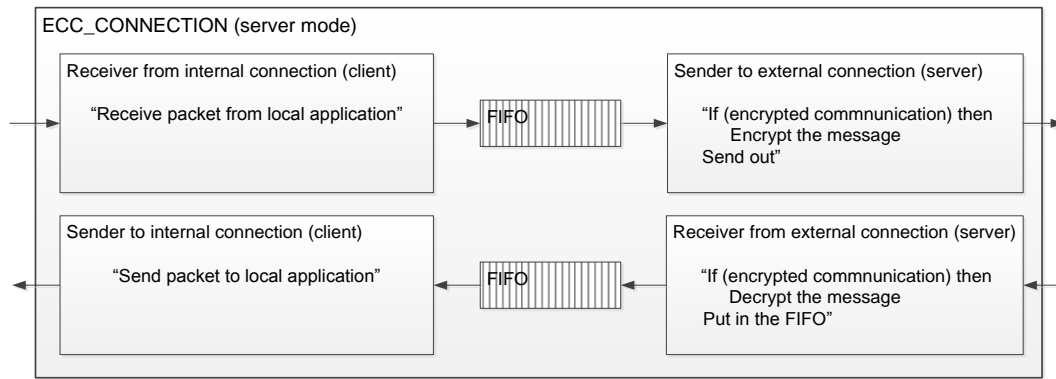 ECC_CONNECTION (server mode)
Receiver from internal connection (client)
“Receive packet from local application”
FIFO
Sender to external connection (server)
“If (encrypted commnunication) then
Encrypt the message
Send out”
Sender to internal connection (client)
“Send packet to local application”
FIFO
Receiver from external connection (server)
“If (encrypted commnunication) then
Decrypt the message
Put in the FIFO”